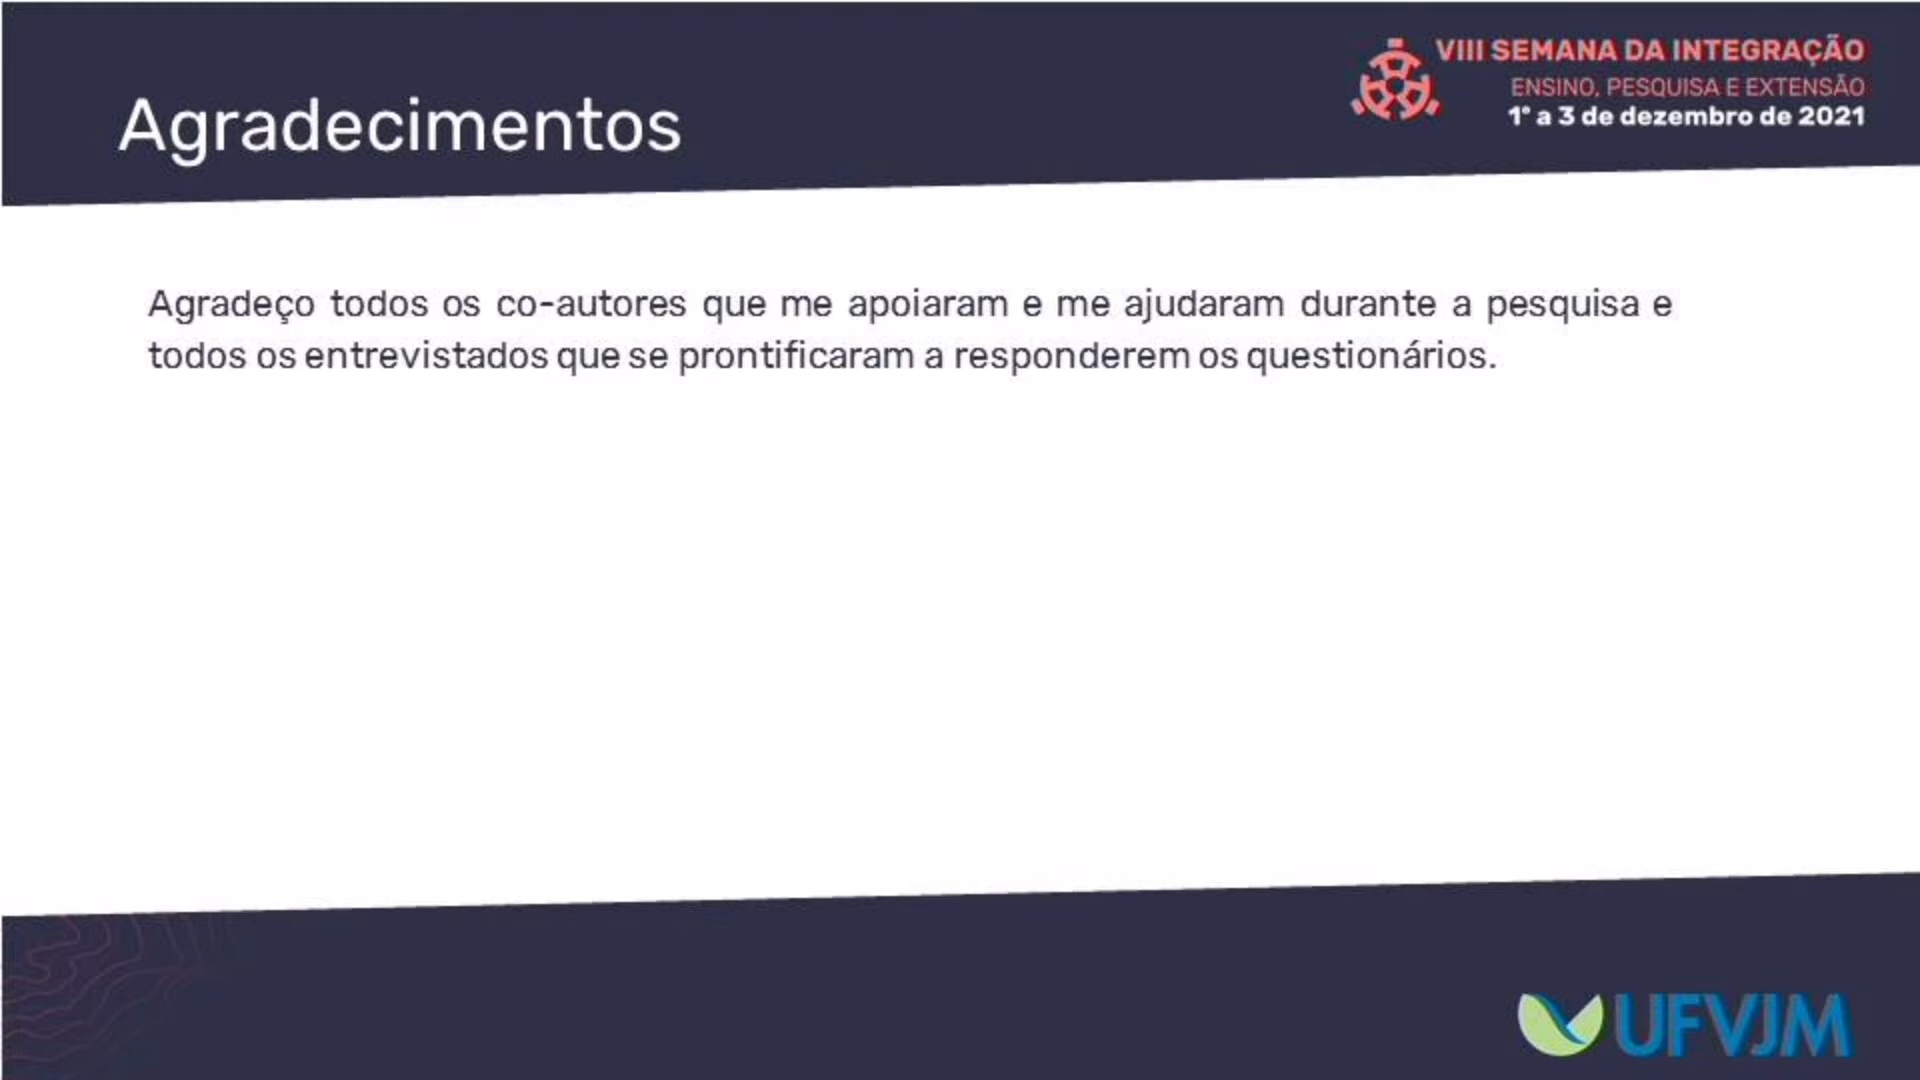 VIII SEMANA DA INTEGRAÇÃO
ENSINO, PESQUISA E EXTENSÃO
1° a 3 de dezembro de 2021
Agradecimentos
Agradeço todos os co-autores que me apoiaram e me ajudaram durante a pesquisa e
todos os entrevistados que se prontificaram a responderem os questionários.
UFVJM